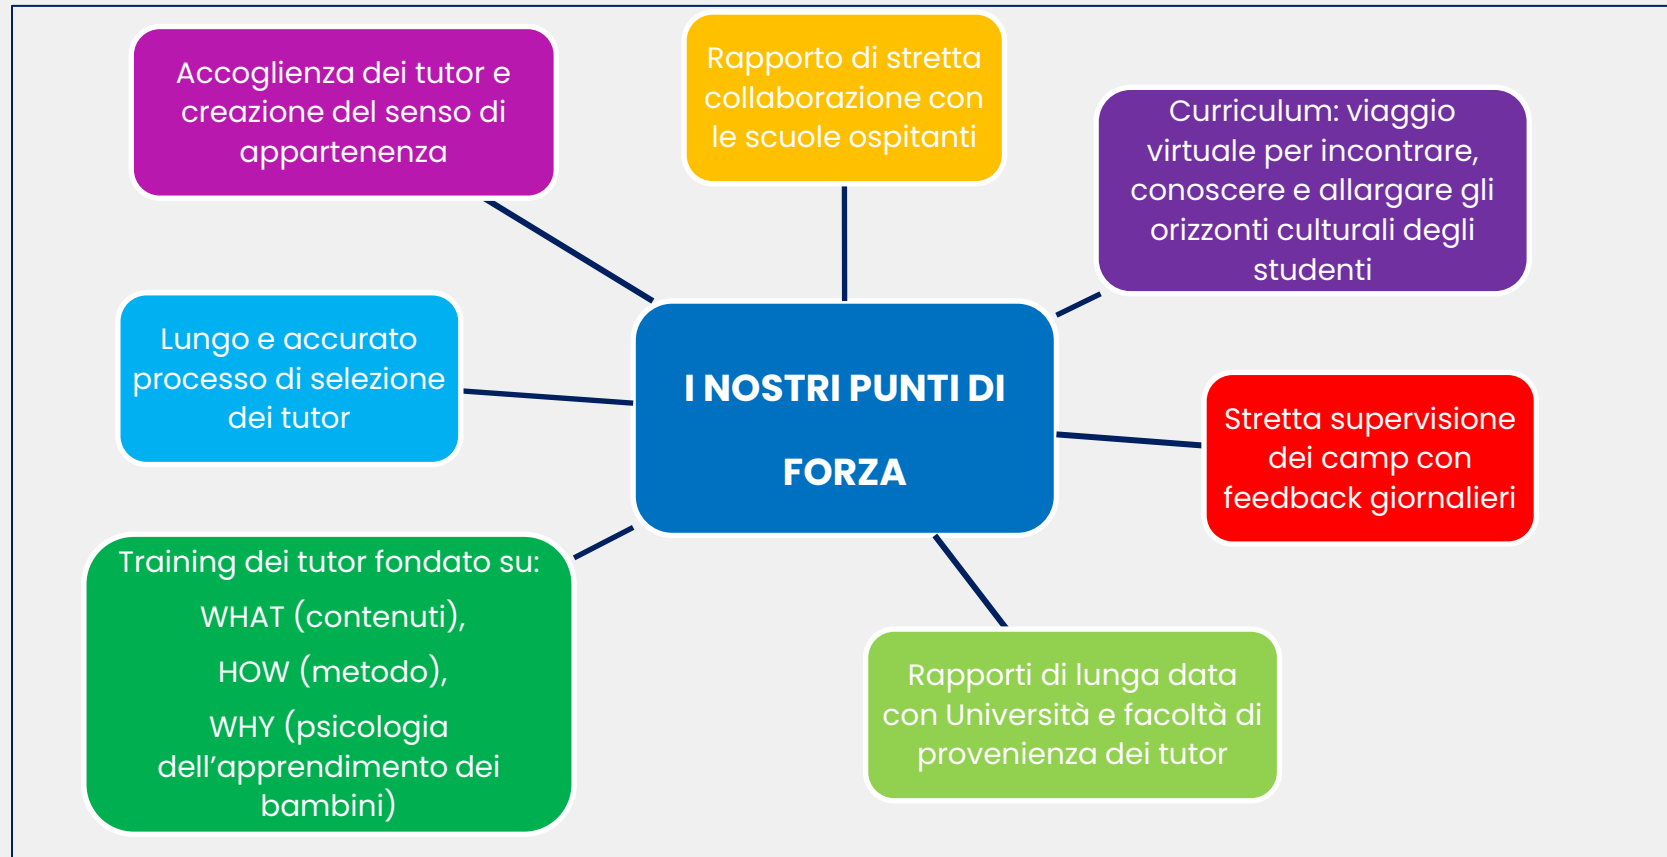 Accoglienza dei tutor e
creazione del senso di
appartenenza
Rapporto di stretta
collaborazione con
le scuole ospitanti
Curriculum: viaggio
virtuale per incontrare,
conoscere e allargare gli
orizzonti culturali degli
studenti
Lungo e accurato
processo di selezione
dei tutor
I NOSTRI PUNTI DI
FORZA
Stretta supervisione
dei camp con
feedback giornalieri
Training dei tutor fondato su:
WHAT (contenuti),
HOW (metodo),
WHY (psicologia
dell’apprendimento dei
bambini)
Rapporti di lunga data
con Università e facoltà di
provenienza dei tutor